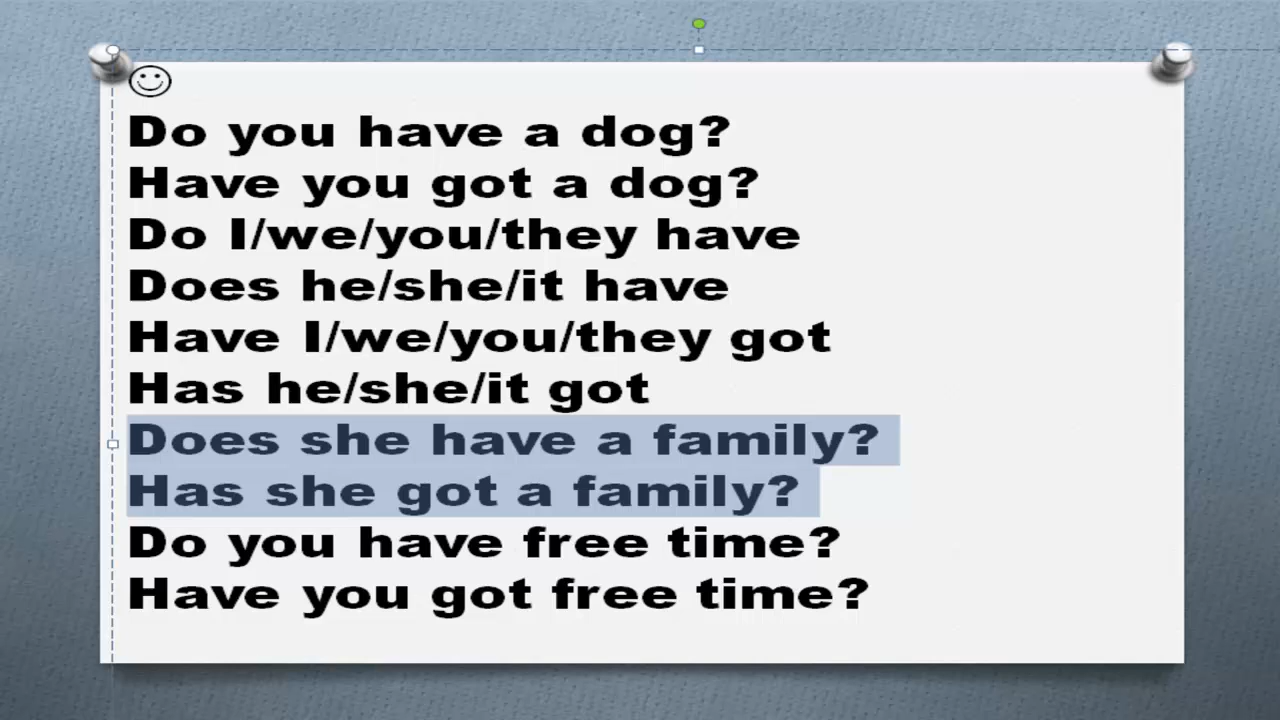 Do you have a dog?
Have you got a dog?
Do I/we/you/they have
Does he/she/it have
Have I/we/you/they got
Has he/she/it got
Does she have a family?
Has she got a family?
Do you have free time?
Have you got free time?